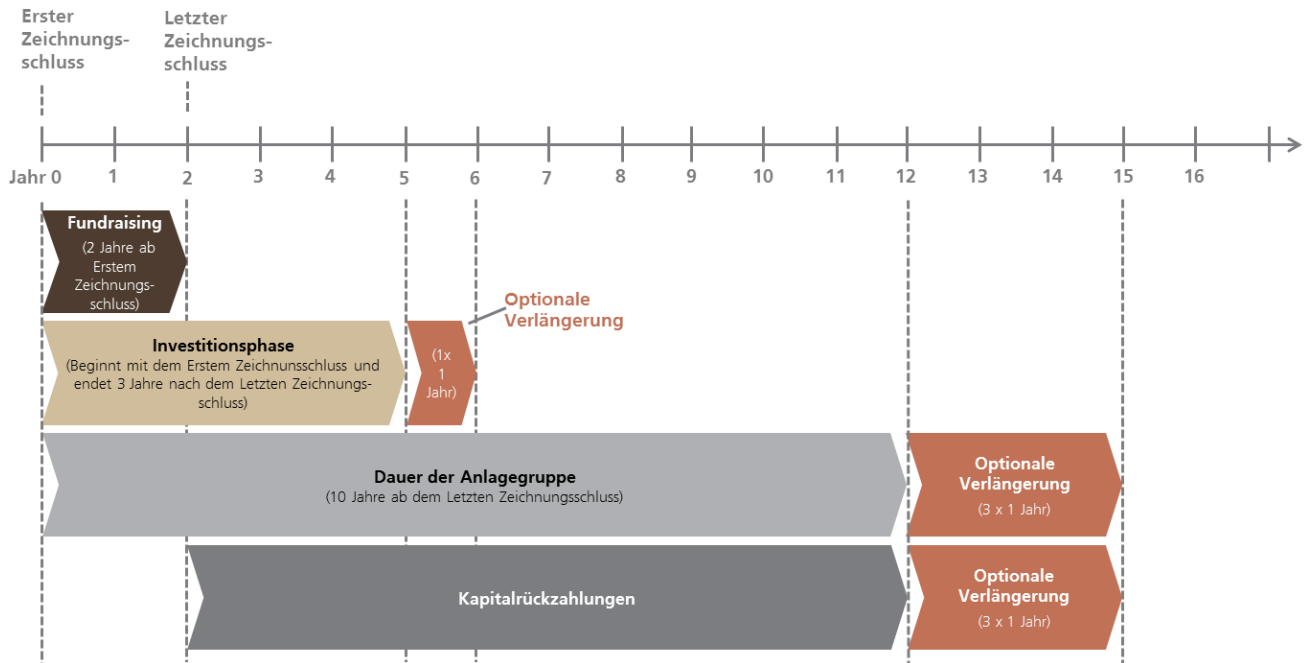 Erster
Zeichnungs-
schluss
Letzter
Zeichnungs-
schluss
Jahr 0 1 2 3 4 5 6 7 8 9 10 11 12 13 14 15 16
Fundraising
(2 Jahre ab
Erstem
Zeichnungs-
schluss)
Optionale
Verlängerung
Investitionsphase
(Beginnt mit dem Erstem Zeichnunsschluss und
endet 3 Jahre nach dem Letzten Zeichnungs-
schluss)
(1x
1
Jahr)
Dauer der Anlagegruppe
(10 Jahre ab dem Letzten Zeichnungsschluss)
Optionale
Verlängerung
(3 x 1 Jahr)
Kapitalrückzahlungen
Optionale
Verlängerung
(3 x 1 Jahr)